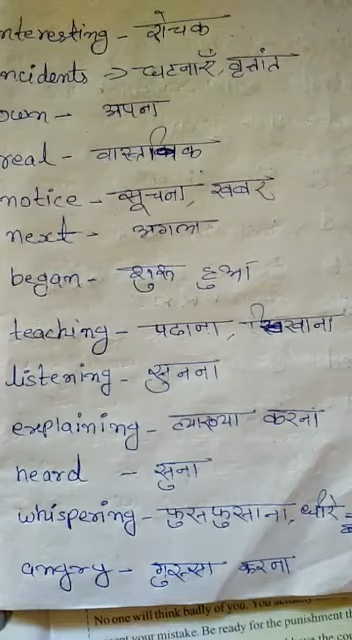 nteresting - रोचक
ncidents => घटनाएँ, वृत्तांत
own - अपना
real - वास्तविक
notice - सूचना, खबर
next - अगला
began - शुरू हुआ
teaching - पढाना, सिखाना
listening - सुनना
explaining - व्याख्या करना
heard - सुना
whispering - फुसफुसाना, धीरे
angry - गुस्सा करना
No one will think badly of you. You
your mistake. Be ready for the punishment th